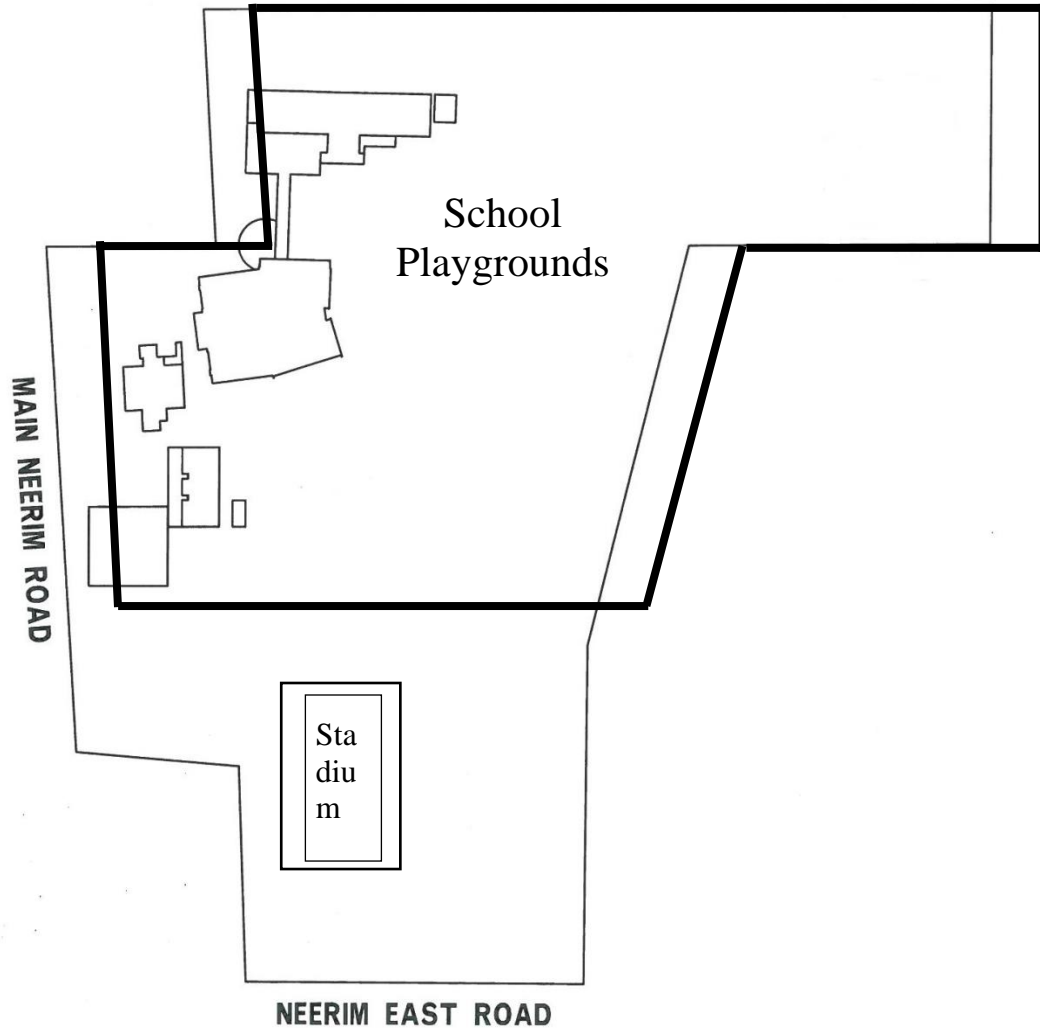 School
Playgrounds
MAIN NEERIM ROAD
Sta
diu
m
NEERIM EAST ROAD